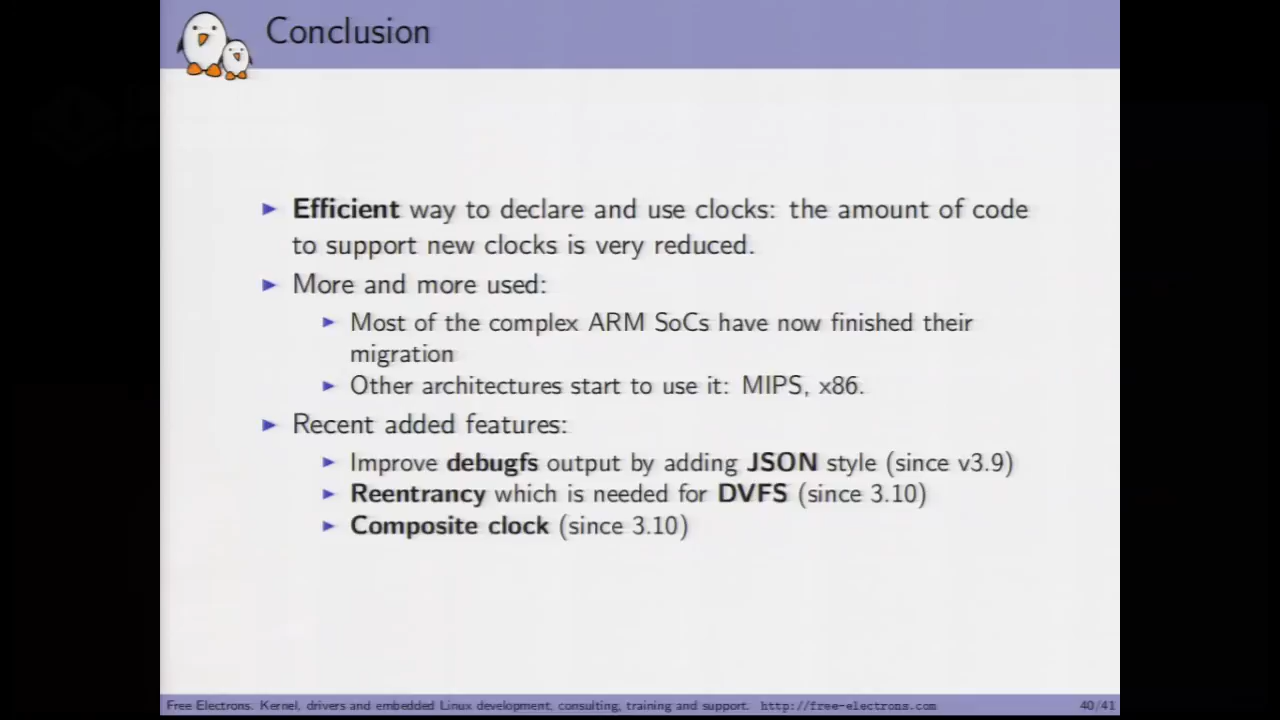 Conclusion
▶ Efficient way to declare and use clocks: the amount of code
to support new clocks is very reduced.
▶ More and more used:
▶ Most of the complex ARM SoCs have now finished their
migration
▶ Other architectures start to use it: MIPS, x86.
▶ Recent added features:
▶ Improve debugfs output by adding JSON style (since v3.9)
▶ Reentrancy which is needed for DVFS (since 3.10)
▶ Composite clock (since 3.10)
Free Electrons. Kernel, drivers and embedded Linux development, consulting, training and support. http://free-electrons.com 40/41